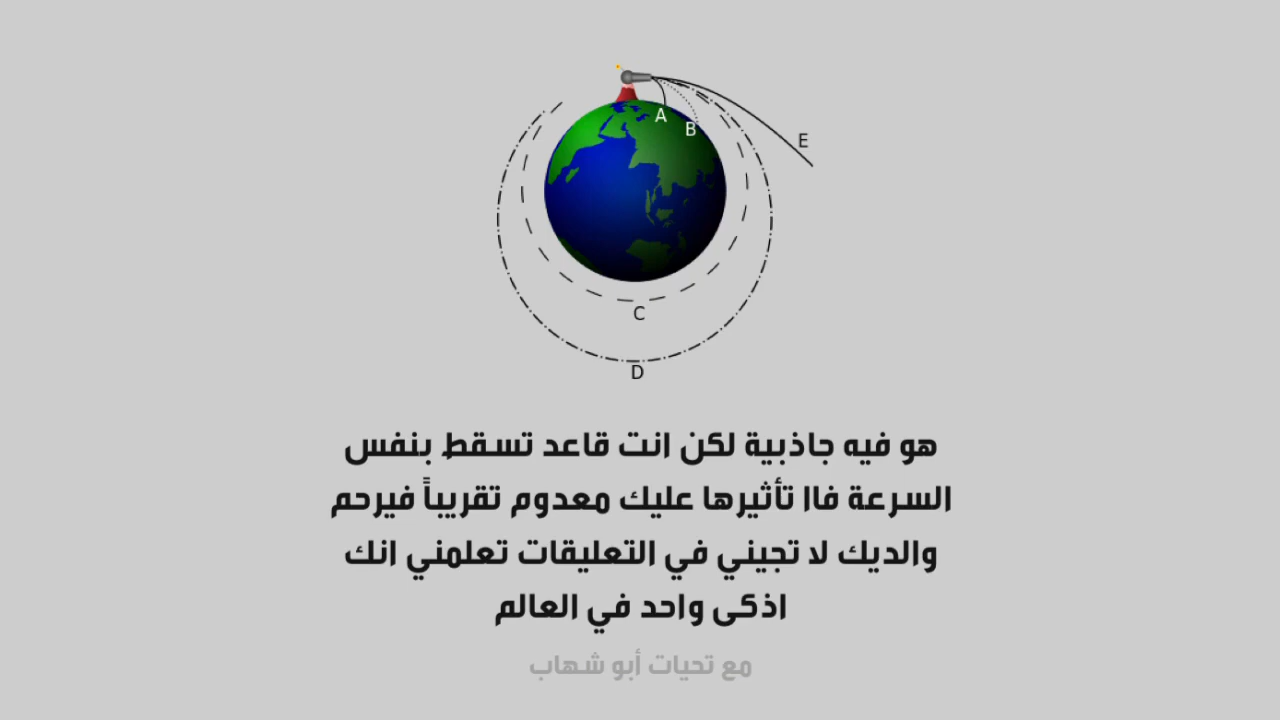 A
B
E
C
D
هو فيه جاذبية لكن انت قاعد تسقط بنفس
السرعة فاا تأثيرها عليك معدوم تقريباً فيرحم
والديك لا تجيني في التعليقات تعلمني انك
اذكى واحد في العالم
مع تحيات أبو شهاب